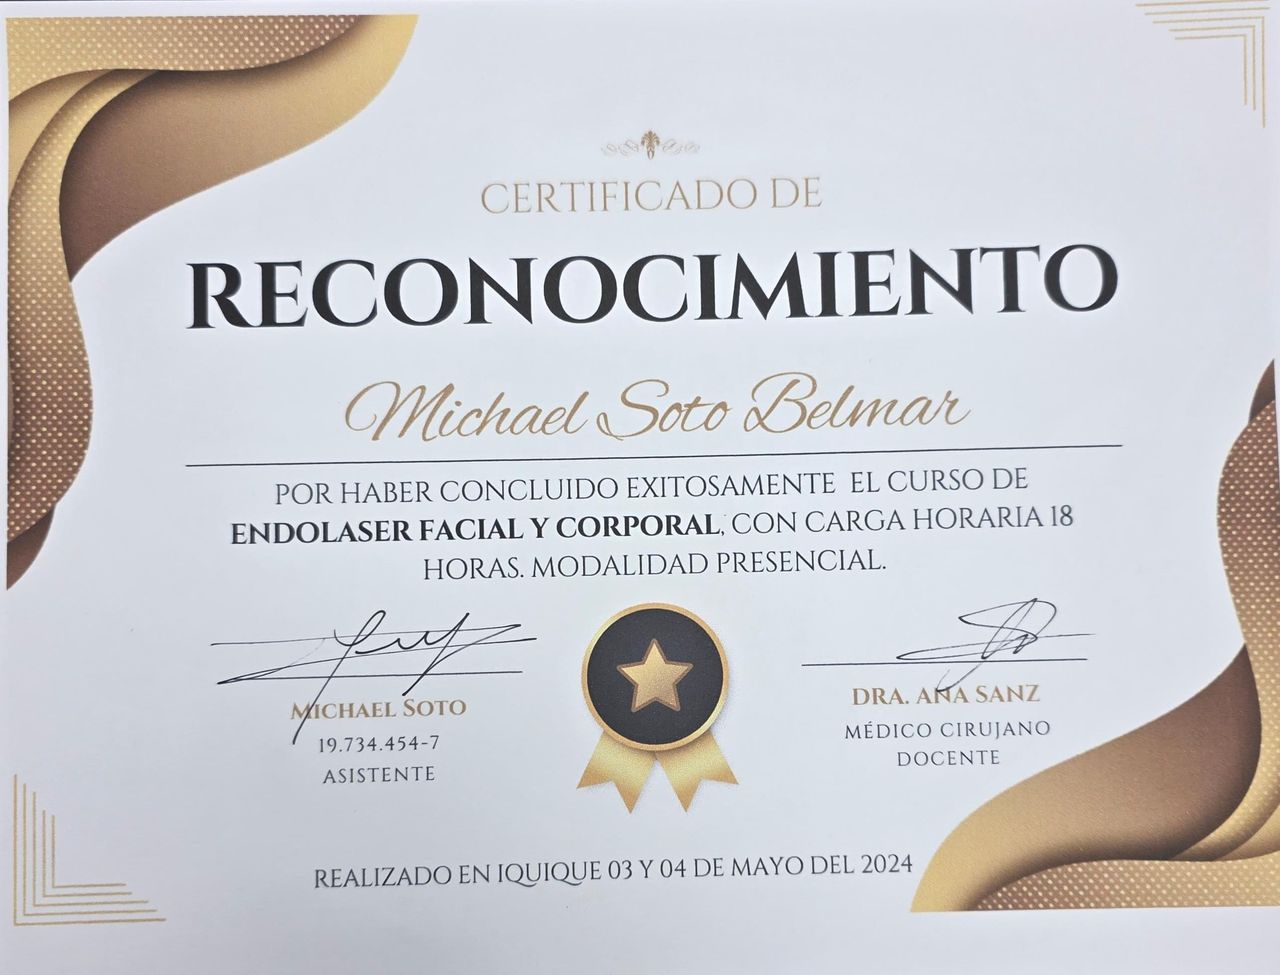 CERTIFICADO DE
RECONOCIMIENTO
Michael Soto Belmar
POR HABER CONCLUIDO EXITOSAMENTE EL CURSO DE
ENDOLASER FACIAL Y CORPORAL, CON CARGA HORARIA 18
HORAS. MODALIDAD PRESENCIAL.
MICHAEL SOTO
19.734.454-7
ASISTENTE
DRA. ANA SANZ
MÉDICO CIRUJANO
DOCENTE
REALIZADO EN IQUIQUE 03 Y 04 DE MAYO DEL 2024